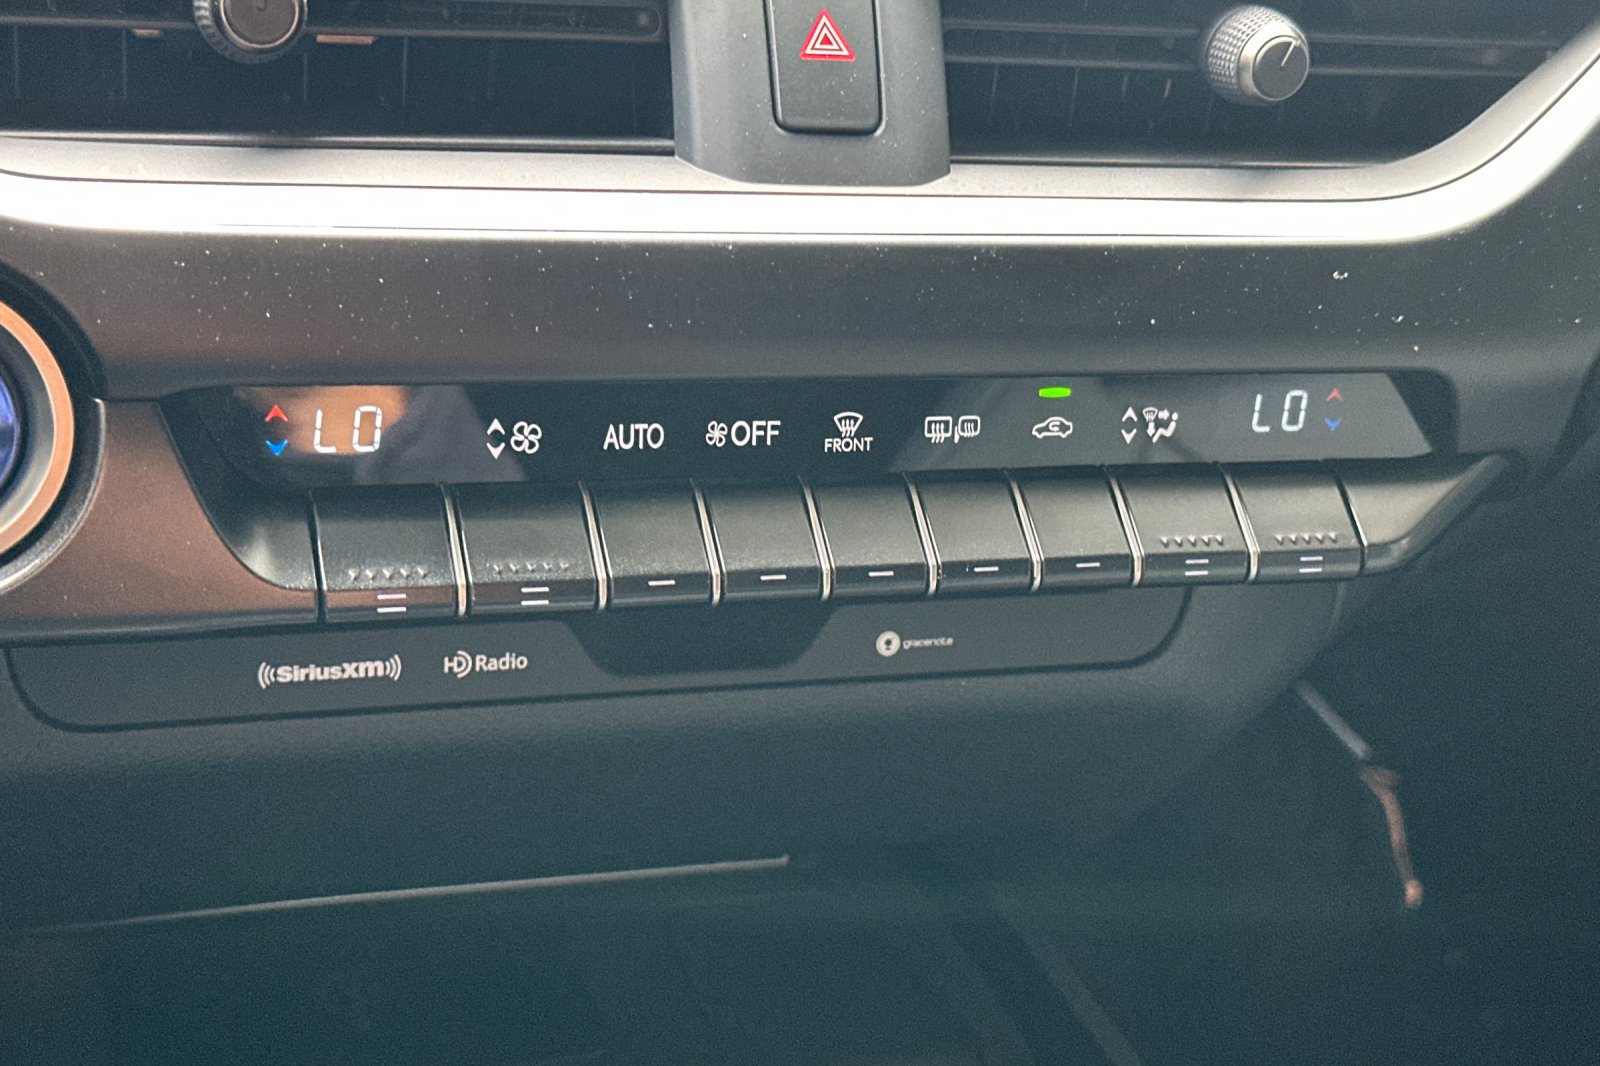 LO
AUTO
OFF
FRONT
LO
SiriusXM
HD Radio
gracenote